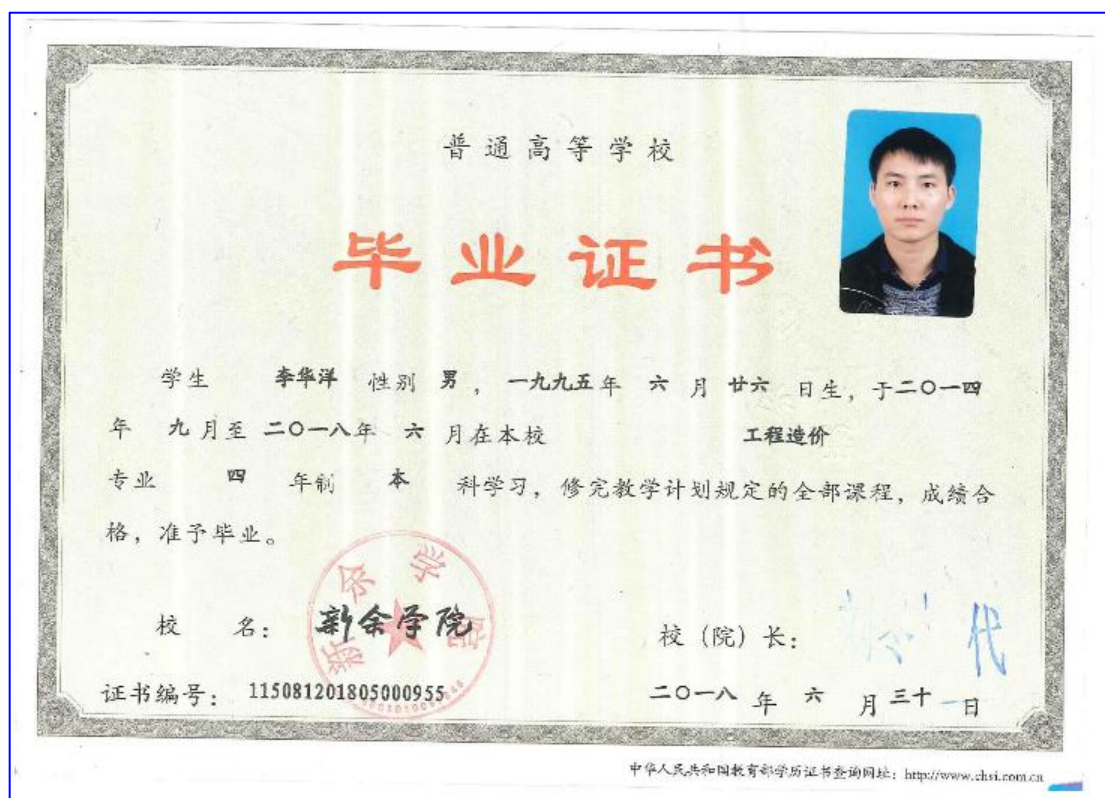 普通高等学校
毕业证书
学生 李华洋 性别 男，一九九五年 六 月 廿六 日生，于二〇一四
年 九 月至 二〇一八年 六 月在本校 工程造价
专业 四 年制 本 科学习，修完教学计划规定的全部课程，成绩合
格，准予毕业。
新余学院
校 名： 新余学院
校（院）长： 代
证书编号： 115081201805000955
二〇一八 年 六 月 三十 日
中华人民共和国教育部学历证书查询网址：http://www.chsi.com.cn